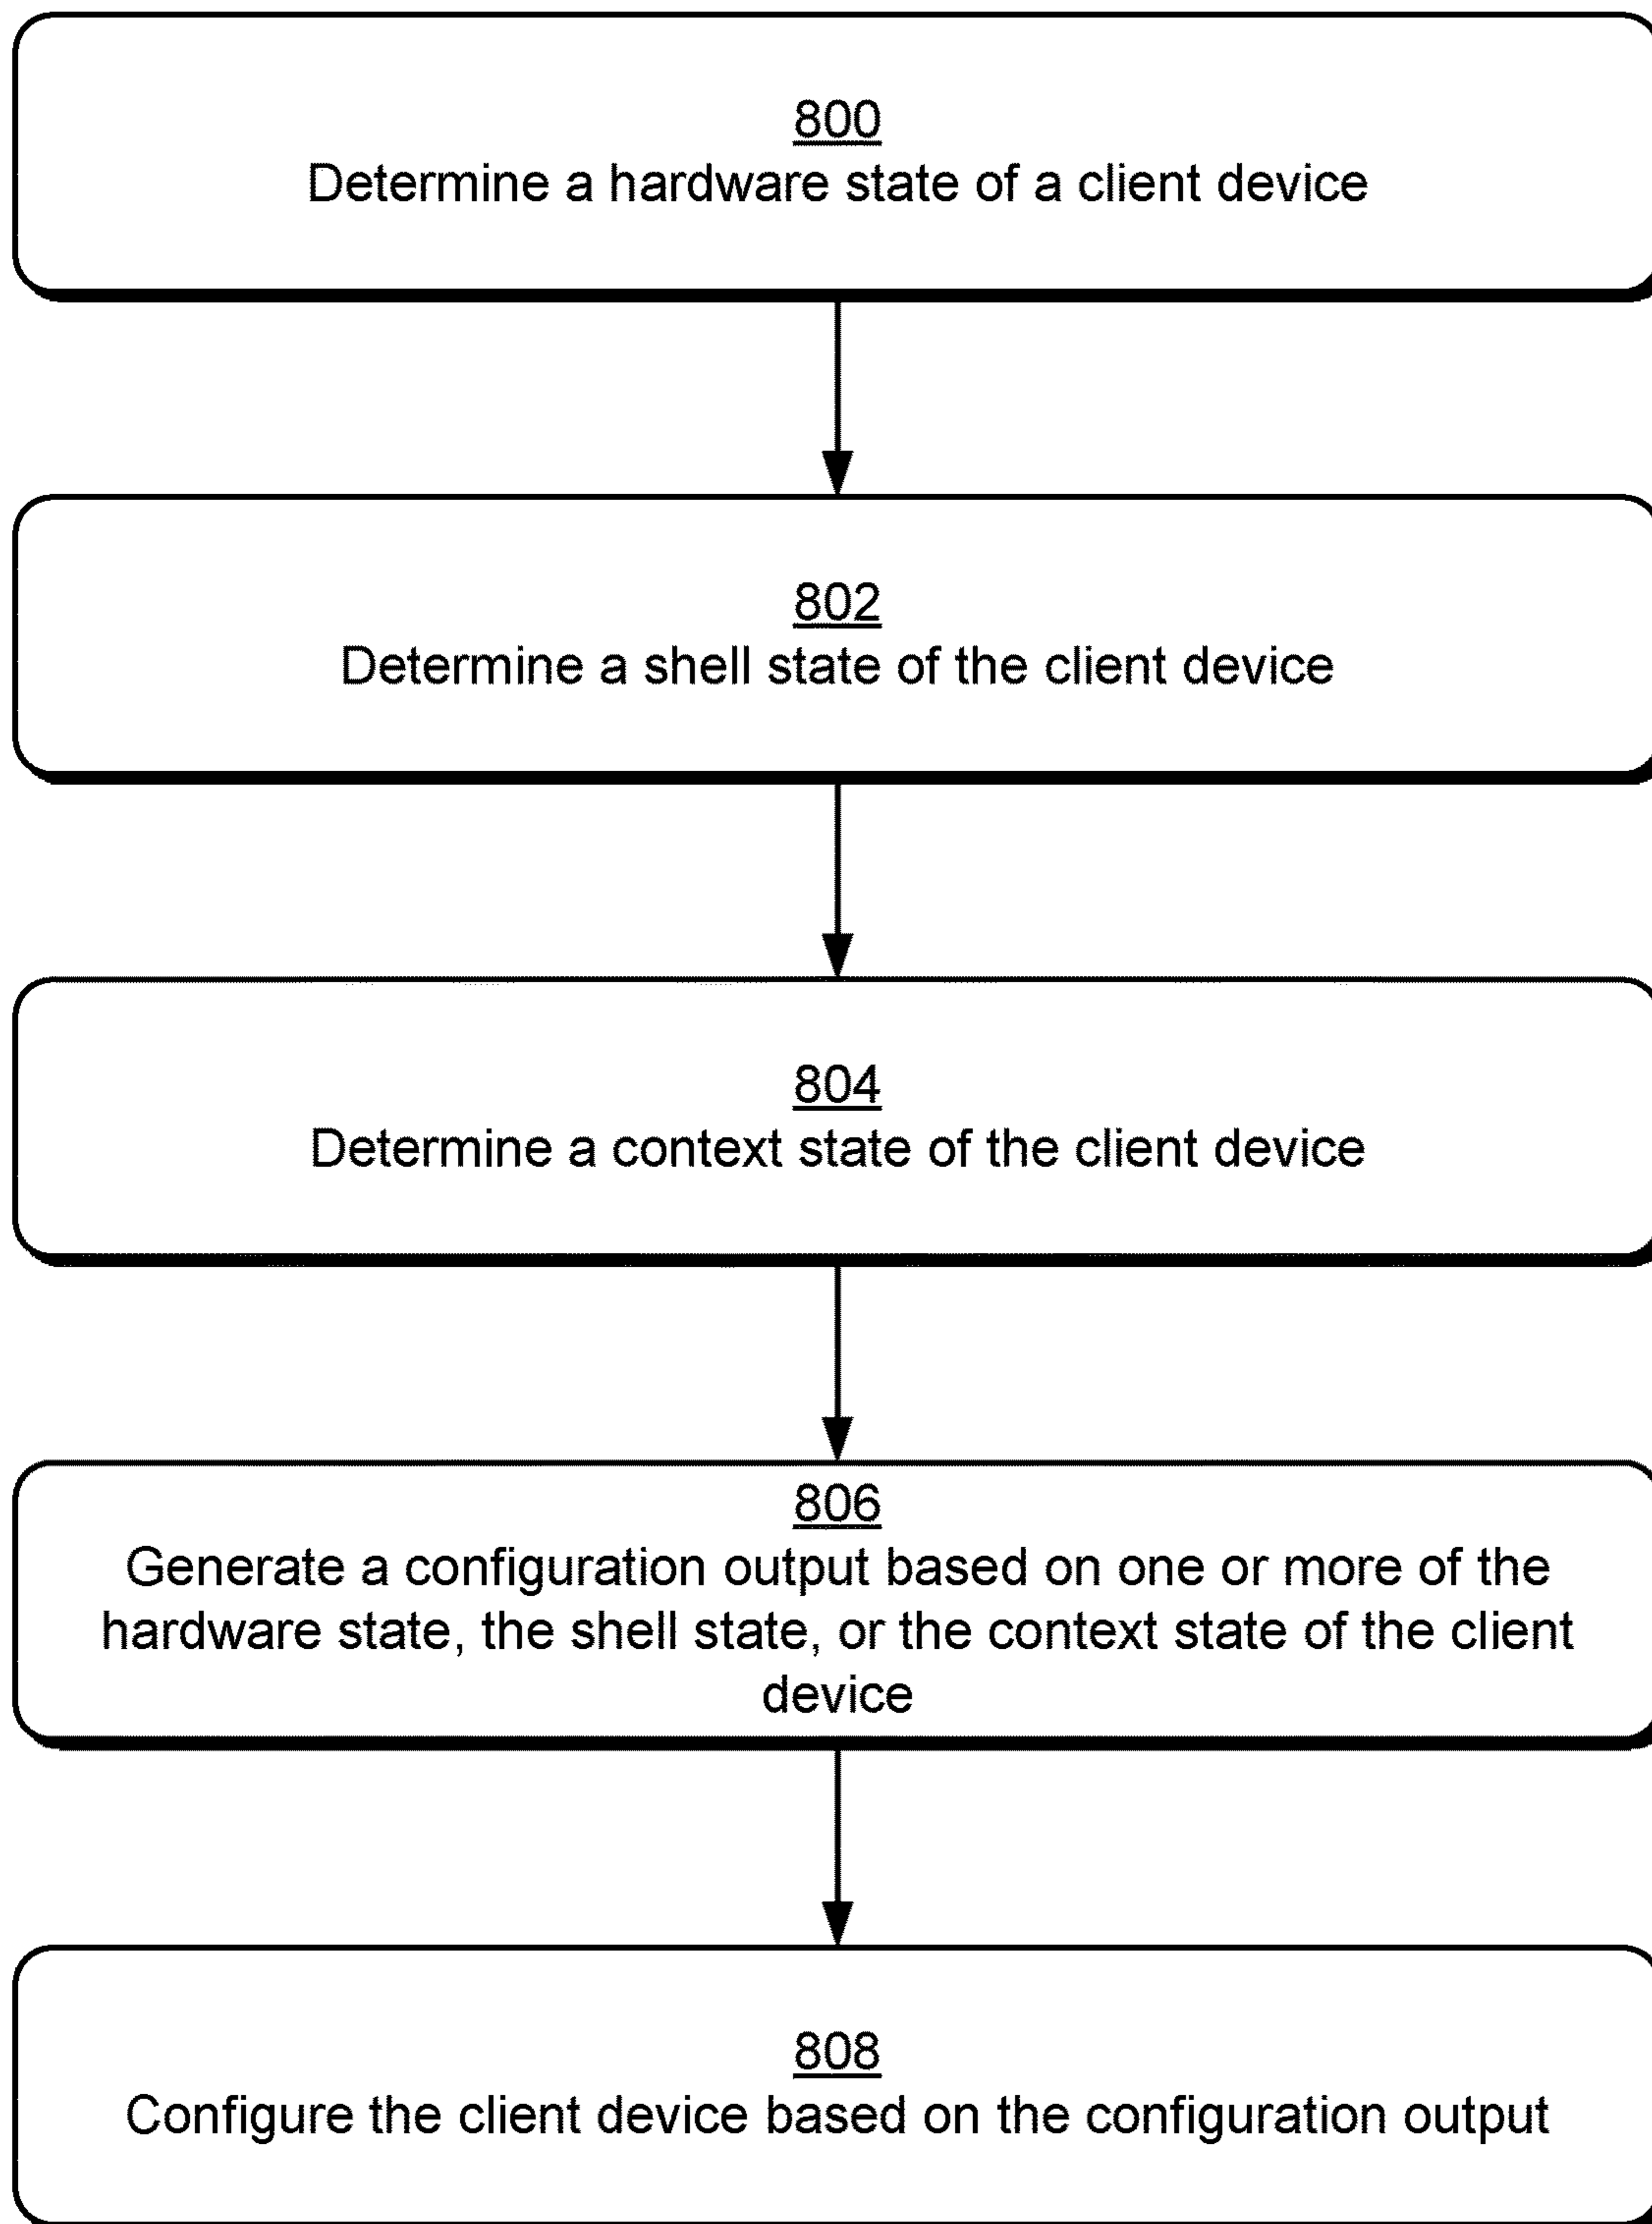 800
Determine a hardware state of a client device
802
Determine a shell state of the client device
804
Determine a context state of the client device
806
Generate a configuration output based on one or more of the
hardware state, the shell state, or the context state of the client
device
808
Configure the client device based on the configuration output